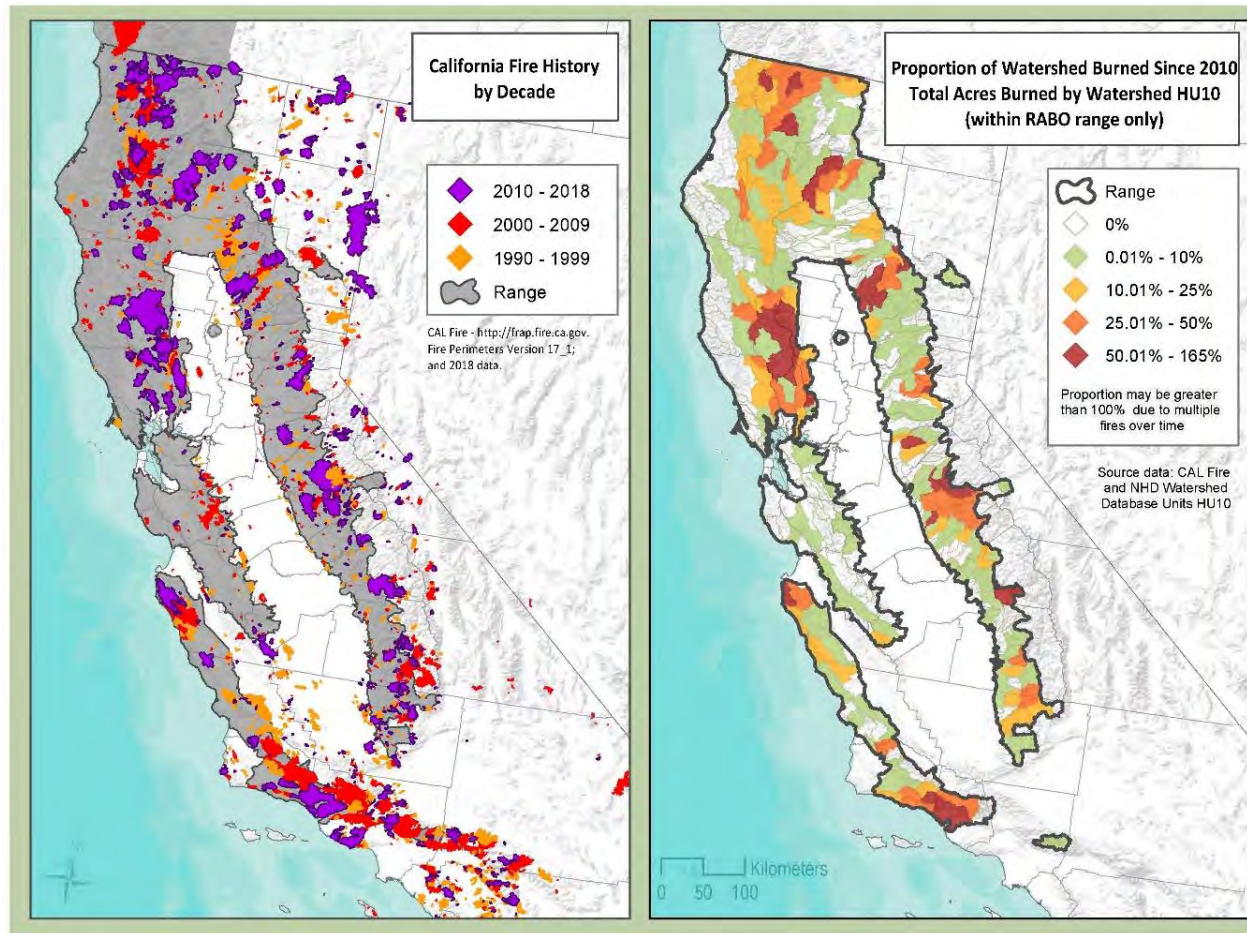 California Fire History
by Decade
2010 - 2018
2000 - 2009
1990 - 1999
Range
CAL Fire - http://frap.fire.ca.gov.
Fire Perimeters Version 17_1;
and 2018 data.
Proportion of Watershed Burned Since 2010
Total Acres Burned by Watershed HU10
(within RABO range only)
Range
0%
0.01% - 10%
10.01% - 25%
25.01% - 50%
50.01% - 165%
Proportion may be greater
than 100% due to multiple
fires over time
Source data: CAL Fire
and NHD Watershed
Database Units HU10
Kilometers
0 50 100